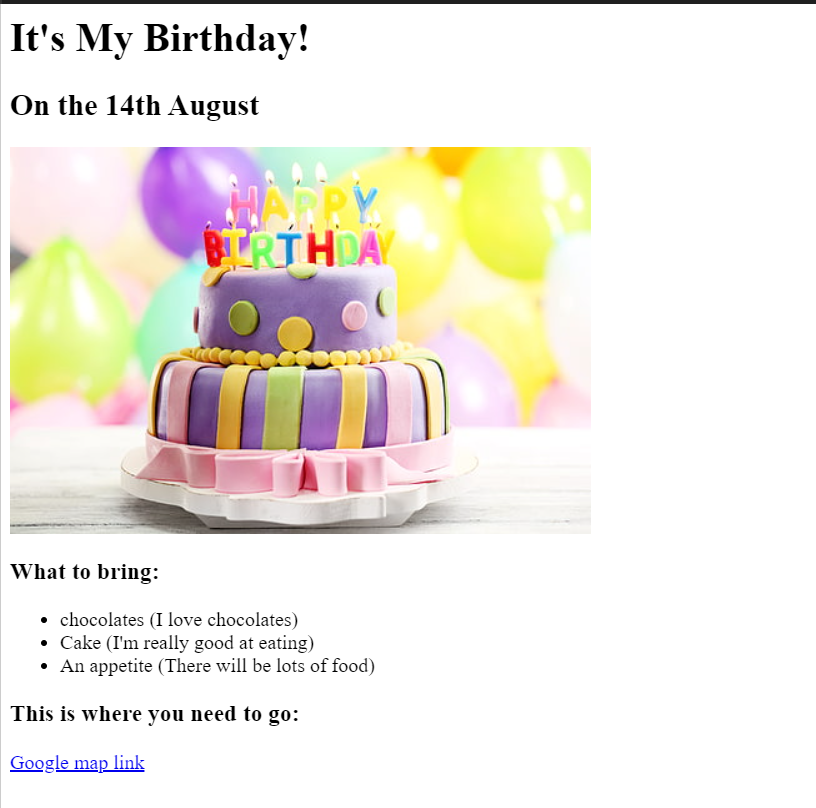 It's My Birthday!
On the 14th August
HAPPY
BIRTHDAY
What to bring:
chocolates (I love chocolates)
Cake (I'm really good at eating)
An appetite (There will be lots of food)
This is where you need to go:
Google map link